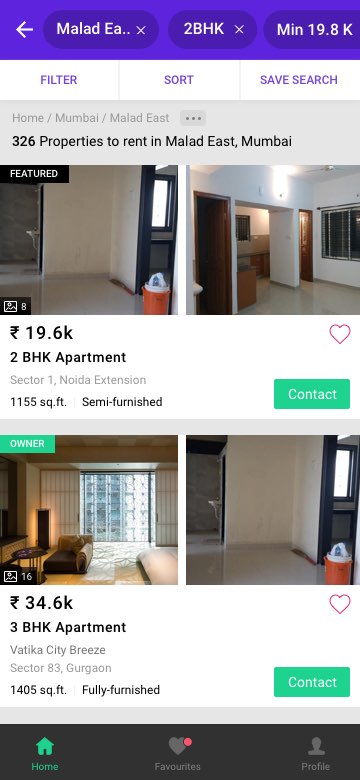 Malad Ea..
2BHK
Min 19.8 K
FILTER
SORT
SAVE SEARCH
Home / Mumbai / Malad East
326 Properties to rent in Malad East, Mumbai
FEATURED
8
₹ 19.6k
2 BHK Apartment
Sector 1, Noida Extension
1155 sq.ft.
Semi-furnished
Contact
OWNER
16
₹ 34.6k
3 BHK Apartment
Vatika City Breeze
Sector 83, Gurgaon
1405 sq.ft.
Fully-furnished
Contact
Home
Favourites
Profile